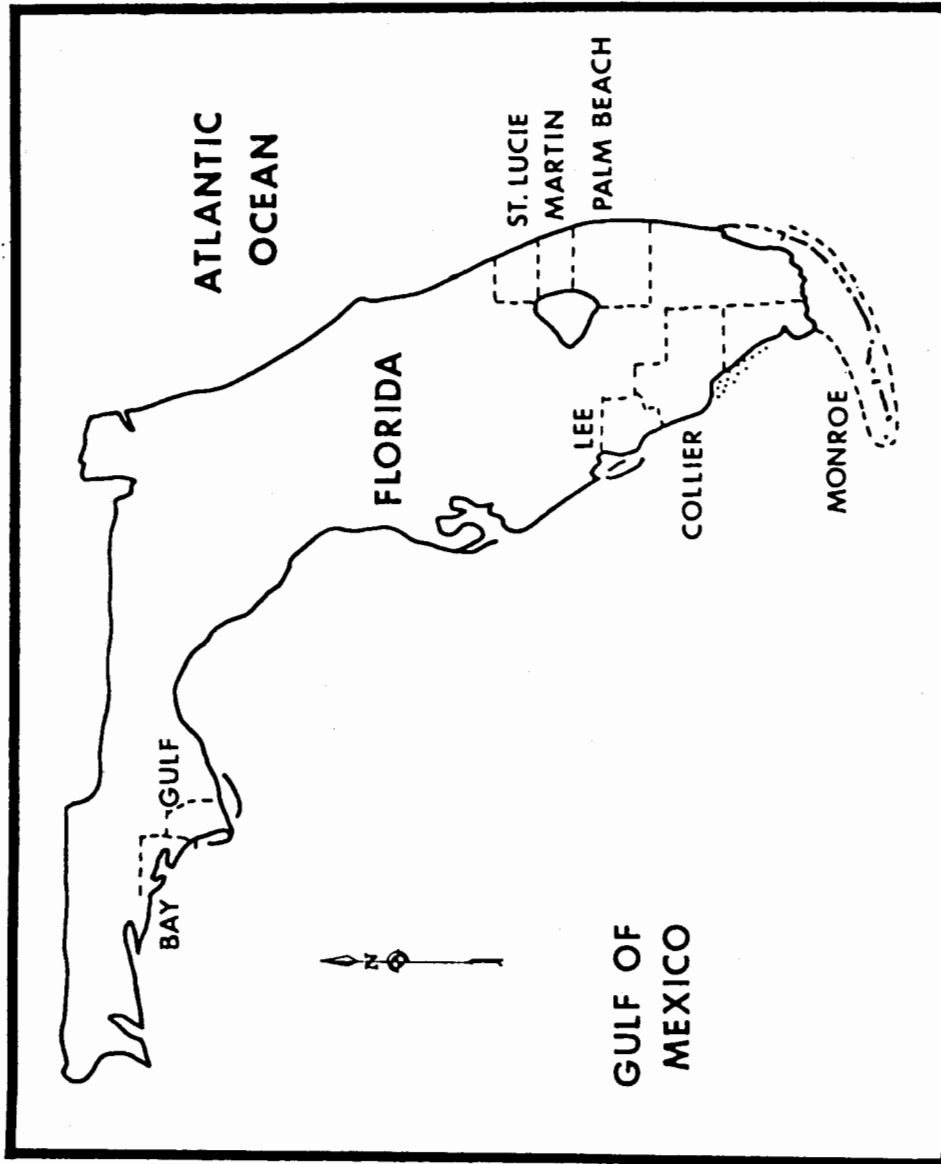 ATLANTIC
OCEAN
ST. LUCIE
MARTIN
PALM BEACH
FLORIDA
LEE
COLLIER
MONROE
GULF
BAY
N
GULF OF
MEXICO